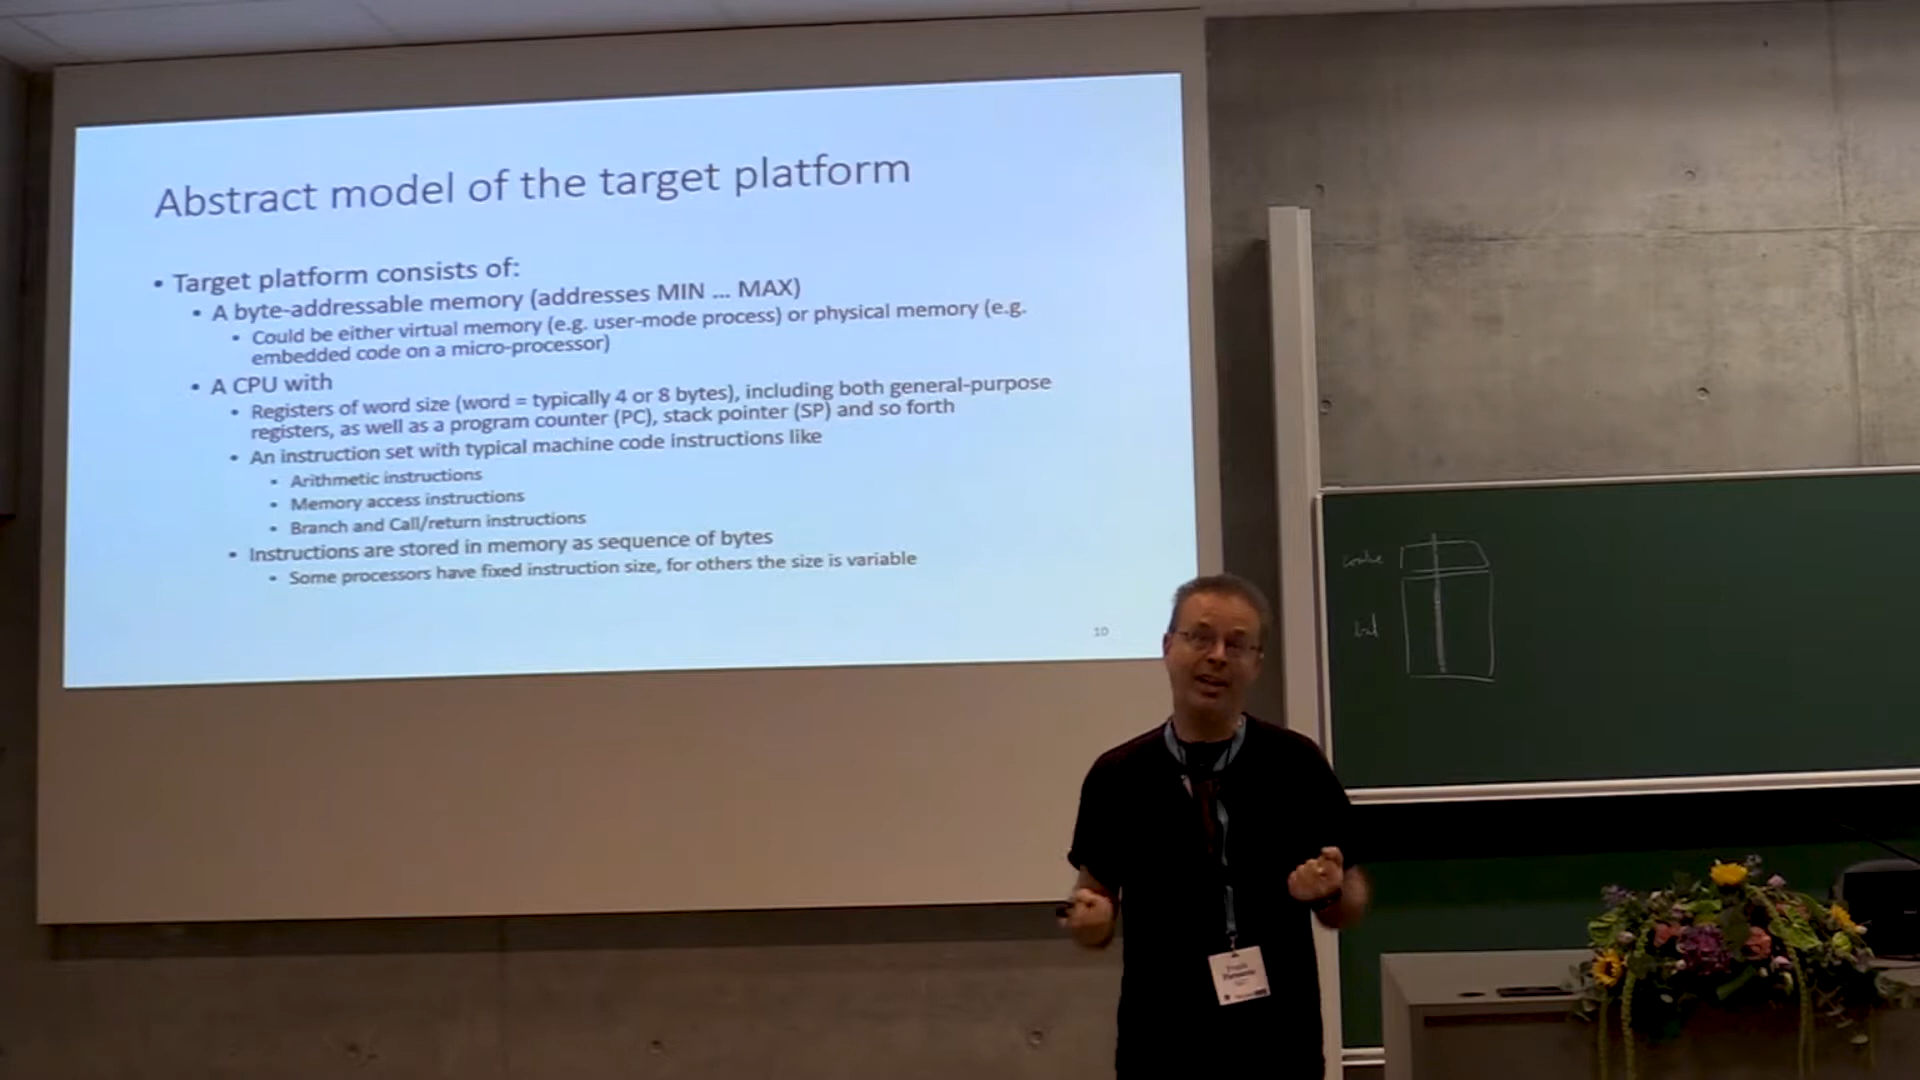 Abstract model of the target platform
• Target platform consists of:
• A byte-addressable memory (addresses MIN ... MAX)
• Could be either virtual memory (e.g. user-mode process) or physical memory (e.g.
embedded code on a micro-processor)
• A CPU with
• Registers of word size (word = typically 4 or 8 bytes), including both general-purpose
registers, as well as a program counter (PC), stack pointer (SP) and so forth
• An instruction set with typical machine code instructions like
• Arithmetic instructions
• Memory access instructions
• Branch and Call/return instructions
• Instructions are stored in memory as sequence of bytes
• Some processors have fixed instruction size, for others the size is variable
10